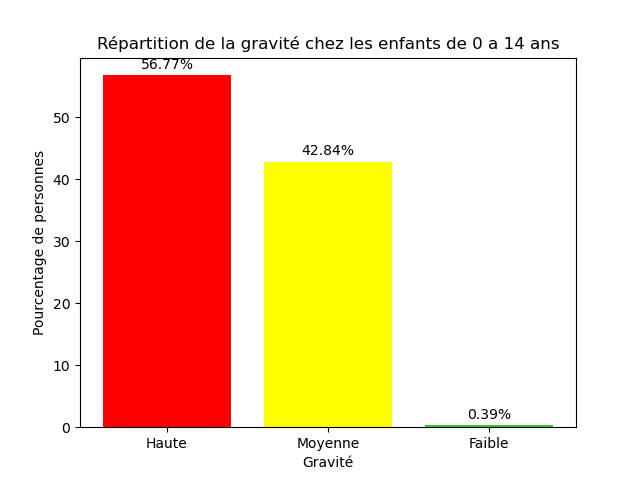 Répartition de la gravité chez les enfants de 0 a 14 ans
56.77%
42.84%
0.39%
50
40
30
20
10
0
Pourcentage de personnes
Haute
Moyenne
Faible
Gravité